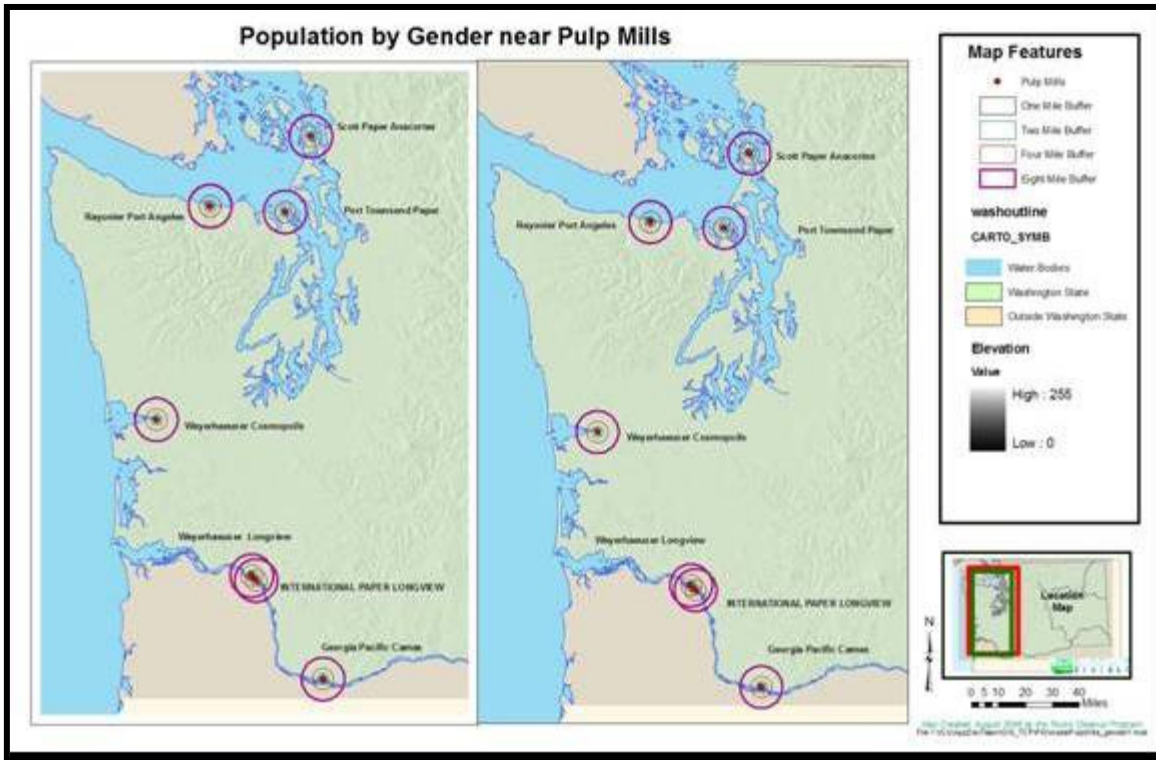 Population by Gender near Pulp Mills
Scott Paper Anacortes
Rayonier Port Angeles
Port Townsend Paper
Weyerhaeuser Cosmopolis
Weyerhaeuser Longview
INTERNATIONAL PAPER LONGVIEW
Georgia Pacific Camas
Scott Paper Anacortes
Rayonier Port Angeles
Port Townsend Paper
Weyerhaeuser Cosmopolis
Weyerhaeuser Longview
INTERNATIONAL PAPER LONGVIEW
Georgia Pacific Camas
Map Features
Pulp Mills
One Mile Buffer
Two Mile Buffer
Four Mile Buffer
Eight Mile Buffer
washoutline
CARTO_SYMB
Water Bodies
Washington State
Outside Washington State
Elevation
Value
High : 255
Low : 0
Location
Map
N
0 5 10 20 30 40
Miles
Map Created August